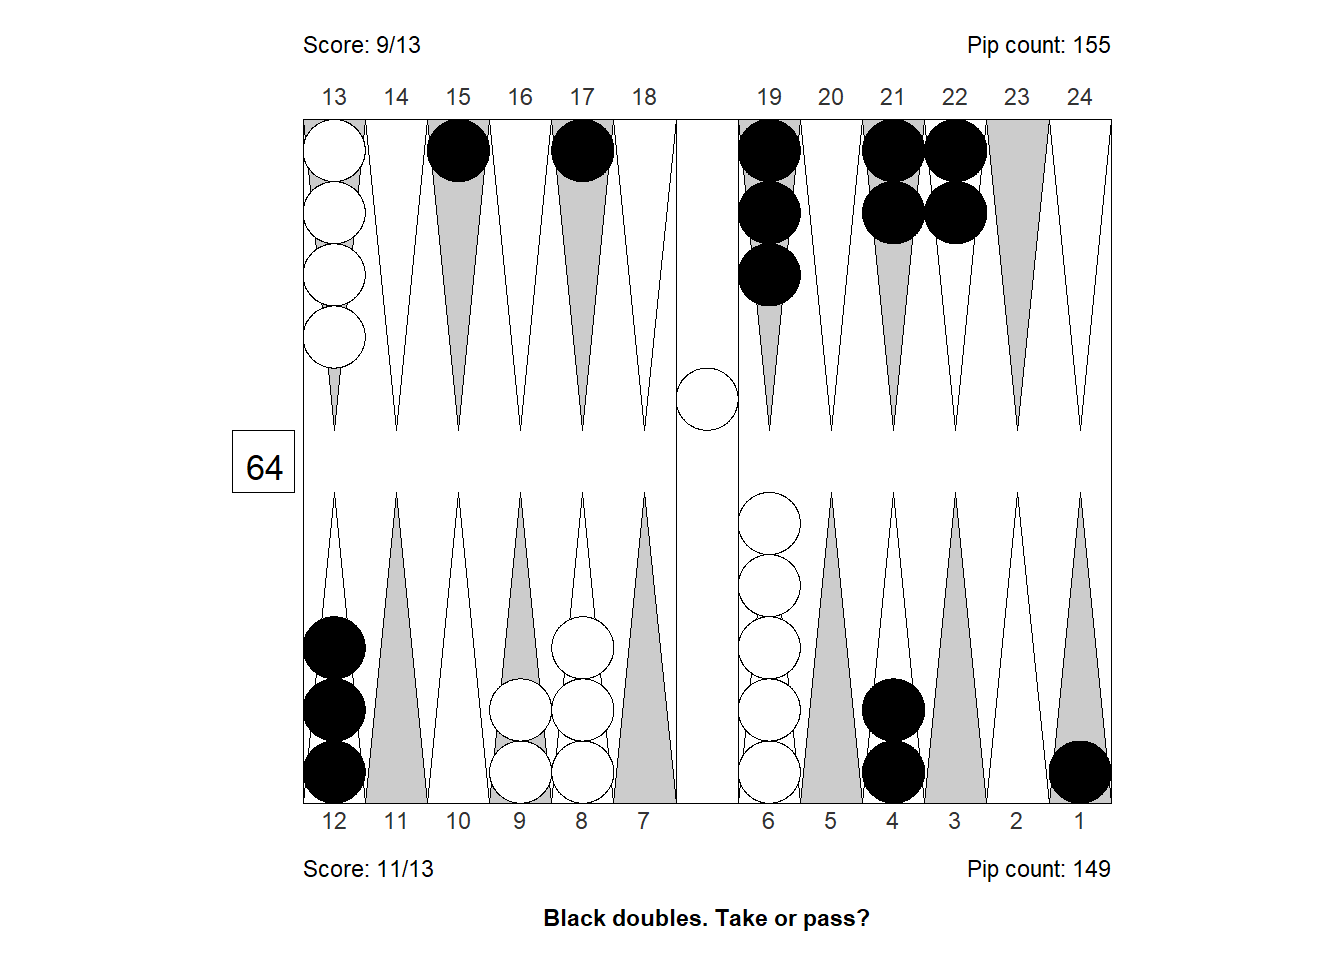 Score: 9/13 Pip count: 155
13 14 15 16 17 18 19 20 21 22 23 24
64
12 11 10 9 8 7 6 5 4 3 2 1
Score: 11/13 Pip count: 149
Black doubles. Take or pass?